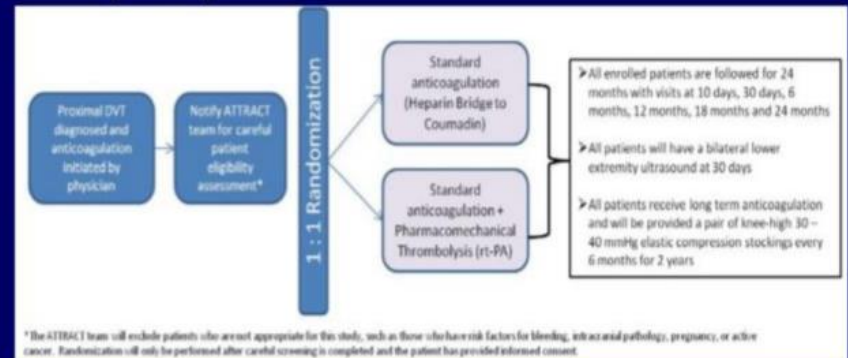 Proximal DVT
diagnosed and
anticoagulation
initiated by
physician
Notify ATTRACT
team for careful
patient
eligibility
assessment*
1 : 1 Randomization
Standard
anticoagulation
(Heparin Bridge to
Coumadin)
Standard
anticoagulation +
Pharmacomechanical
Thrombolysis (rt-PA)
➢All enrolled patients are followed for 24
months with visits at 10 days, 30 days, 6
months, 12 months, 18 months and 24 months
➢All patients will have a bilateral lower
extremity ultrasound at 30 days
➢All patients receive long term anticoagulation
and will be provided a pair of knee-high 30 –
40 mmHg elastic compression stockings every
6 months for 2 years
*The ATTRACT team will exclude patients who are not appropriate for this study, such as those who have risk factors for bleeding, intracranial pathology, pregnancy, or active
cancer. Randomization will only be performed after careful screening is completed and the patient has provided informed consent.